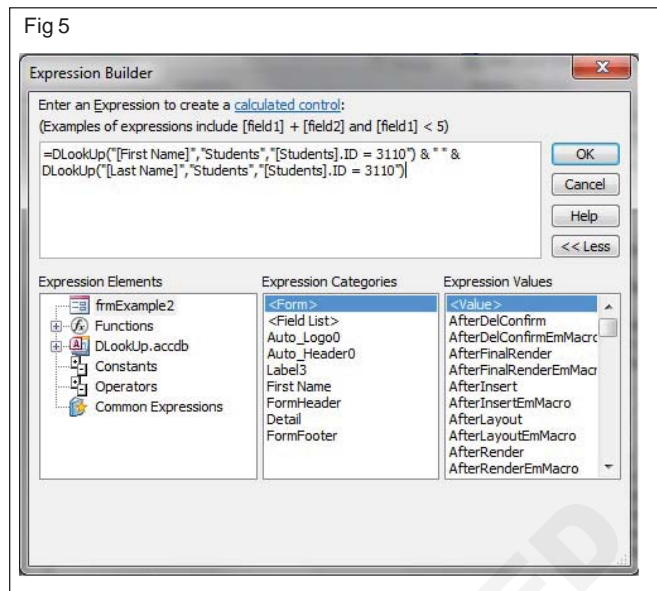 Fig 5
Expression Builder
Enter an Expression to create a calculated control:
(Examples of expressions include [field1] + [field2] and [field1] < 5)
=DLookUp("[First Name]","Students","[Students].ID = 3110") & " " &
DLookUp("[Last Name]","Students","[Students].ID = 3110")
OK
Cancel
Help
<< Less
Expression Elements
frmExample2
Functions
DLookUp.accdb
Constants
Operators
Common Expressions
Expression Categories
<Form>
<Field List>
Auto_Logo0
Auto_Header0
Label3
First Name
FormHeader
Detail
FormFooter
Expression Values
<Value>
AfterDelConfirm
AfterDelConfirmEmMacrc
AfterFinalRender
AfterFinalRenderEmMacr
AfterInsert
AfterInsertEmMacro
AfterLayout
AfterLayoutEmMacro
AfterRender
AfterRenderEmMacro